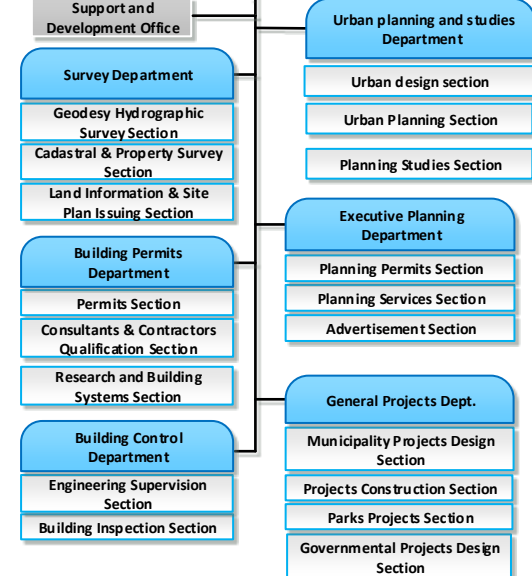 Support and
Development Office
Survey Department
Geodesy Hydrographic
Survey Section
Cadastral & Property Survey
Section
Land Information & Site
Plan Issuing Section
Building Permits
Department
Permits Section
Consultants & Contractors
Qualification Section
Research and Building
Systems Section
Building Control
Department
Engineering Supervision
Section
Building Inspection Section
Urban planning and studies
Department
Urban design section
Urban Planning Section
Planning Studies Section
Executive Planning
Department
Planning Permits Section
Planning Services Section
Advertisement Section
General Projects Dept.
Municipality Projects Design
Section
Projects Construction Section
Parks Projects Section
Governmental Projects Design
Section